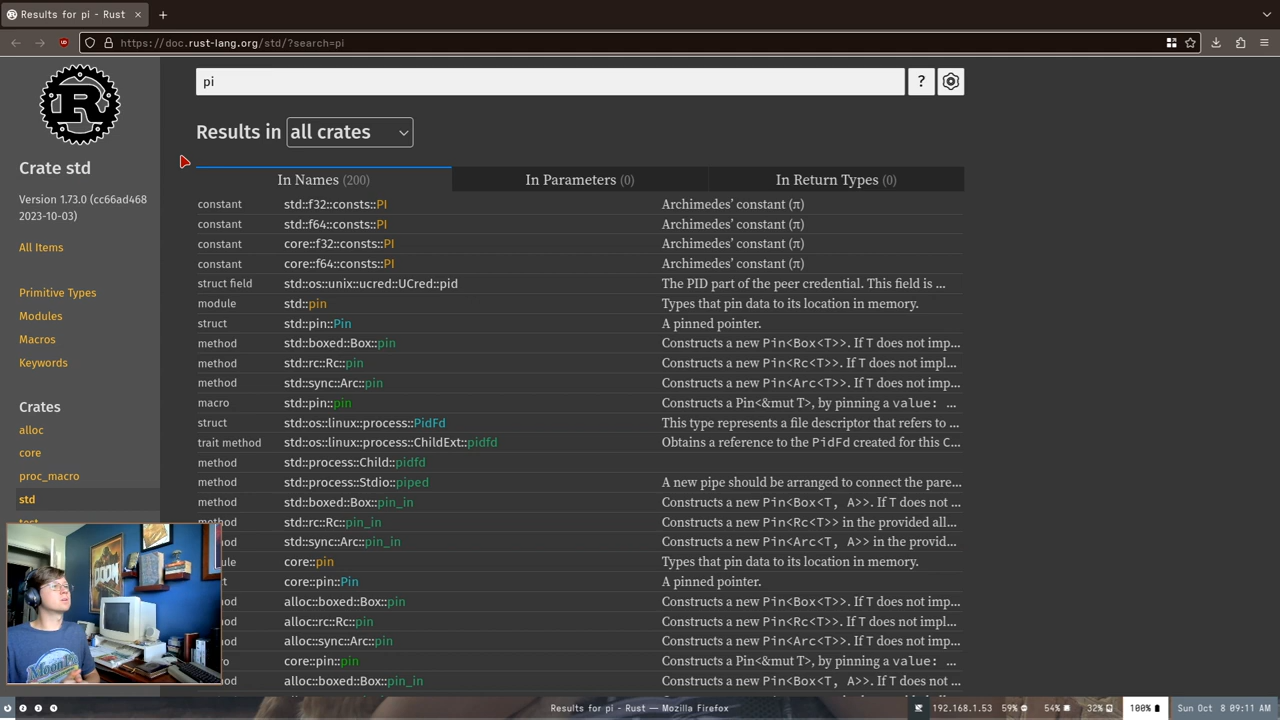 Results for pi - Rust
https://doc.rust-lang.org/std/?search=pi
pi
?
Results in all crates
Crate std
Version 1.73.0 (cc66ad468
2023-10-03)
All Items
Primitive Types
Modules
Macros
Keywords
Crates
alloc
core
proc_macro
std
test
In Names (200) In Parameters (0) In Return Types (0)
constant std::f32::consts::PI Archimedes’ constant (π)
constant std::f64::consts::PI Archimedes’ constant (π)
constant core::f32::consts::PI Archimedes’ constant (π)
constant core::f64::consts::PI Archimedes’ constant (π)
struct field std::os::unix::ucred::UCred::pid The PID part of the peer credential. This field is …
module std::pin Types that pin data to its location in memory.
struct std::pin::Pin A pinned pointer.
method std::boxed::Box::pin Constructs a new Pin<Box<T>>. If T does not imp…
method std::rc::Rc::pin Constructs a new Pin<Rc<T>>. If T does not impl…
method std::sync::Arc::pin Constructs a new Pin<Arc<T>>. If T does not imp…
macro std::pin::pin Constructs a Pin<&mut T>, by pinning a value: …
struct std::os::linux::process::PidFd This type represents a file descriptor that refers to …
trait method std::os::linux::process::ChildExt::pidfd Obtains a reference to the PidFd created for this C…
method std::process::Child::pidfd
method std::process::Stdio::piped A new pipe should be arranged to connect the pare…
method std::boxed::Box::pin_in Constructs a new Pin<Box<T, A>>. If T does not …
method std::rc::Rc::pin_in Constructs a new Pin<Rc<T>> in the provided all…
od std::sync::Arc::pin_in Constructs a new Pin<Arc<T, A>> in the provid…
ule core::pin Types that pin data to its location in memory.
t core::pin::Pin A pinned pointer.
od alloc::boxed::Box::pin Constructs a new Pin<Box<T>>. If T does not imp…
od alloc::rc::Rc::pin Constructs a new Pin<Rc<T>>. If T does not impl…
od alloc::sync::Arc::pin Constructs a new Pin<Arc<T>>. If T does not imp…
ro core::pin::pin Constructs a Pin<&mut T>, by pinning a value: …
od alloc::boxed::Box::pin_in Constructs a new Pin<Box<T, A>>. If T does not …
DOOM
Results for pi - Rust — Mozilla Firefox
192.168.1.53 59% 54% 32% 100% Sun Oct 8 09:11 AM